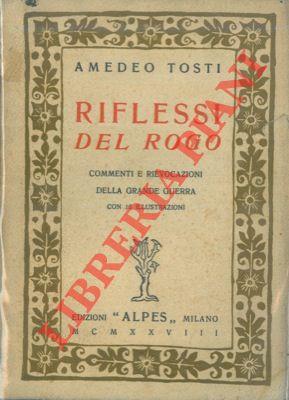 AMEDEO TOSTI
RIFLESSI
DEL ROGO
COMMENTI E RIEVOCAZIONI
DELLA GRANDE GUERRA
CON 16 ILLUSTRAZIONI
EDIZIONI "ALPES„ MILANO
MCMXXVIII
LIBRERIA PIANI